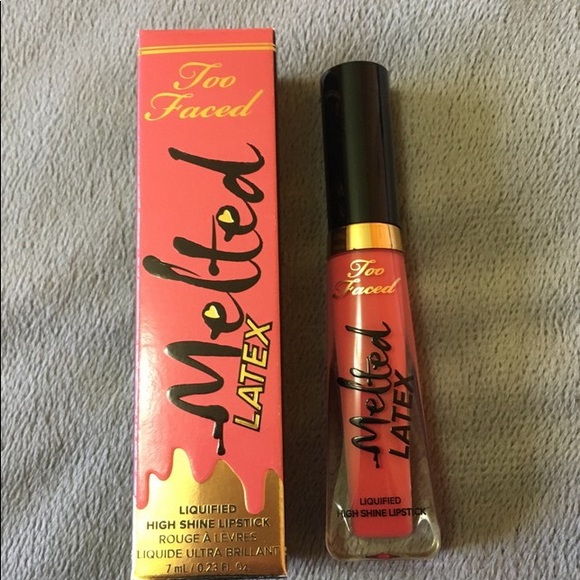 Too
Faced
Melted
LATEX
LIQUIFIED
HIGH SHINE LIPSTICK
ROUGE À LÈVRES
LIQUIDE ULTRA BRILLANT
7 mL / 0.23 fl. Oz.
Too
Faced
Melted
LATEX
LIQUIFIED
HIGH SHINE LIPSTICK